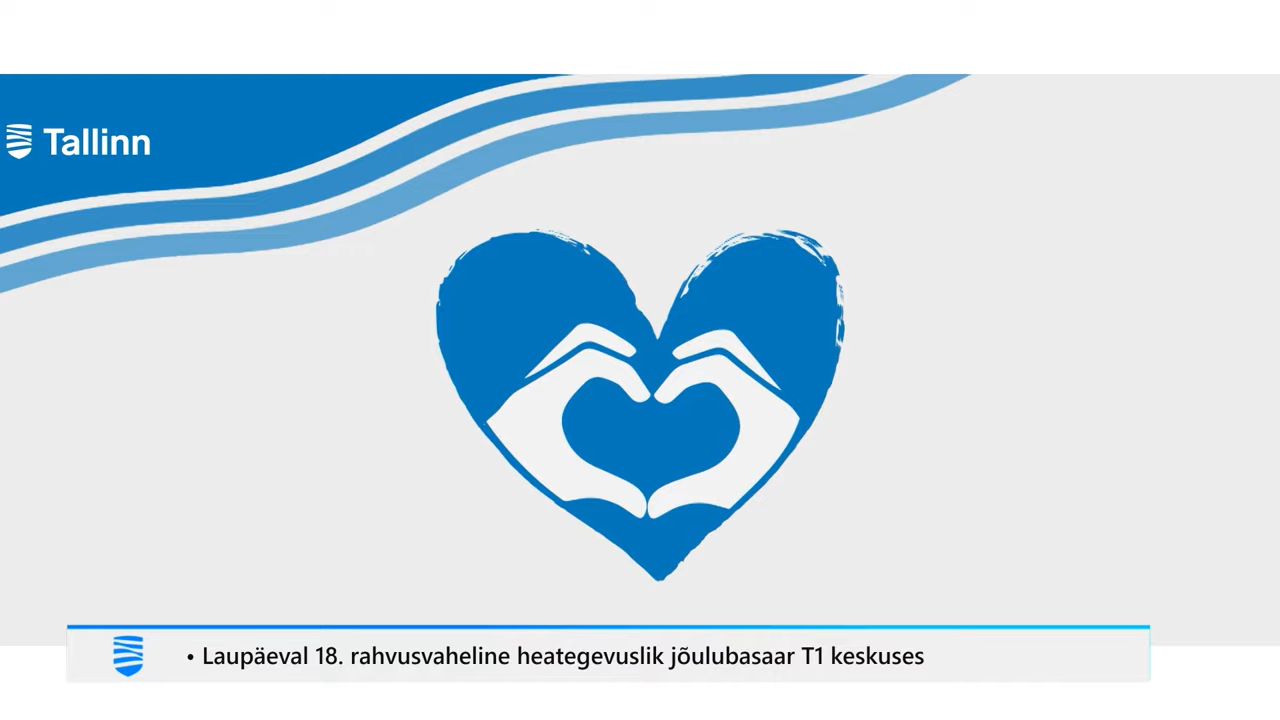 Tallinn
• Laupäeval 18. rahvusvaheline heategevuslik jõulubasaar T1 keskuses